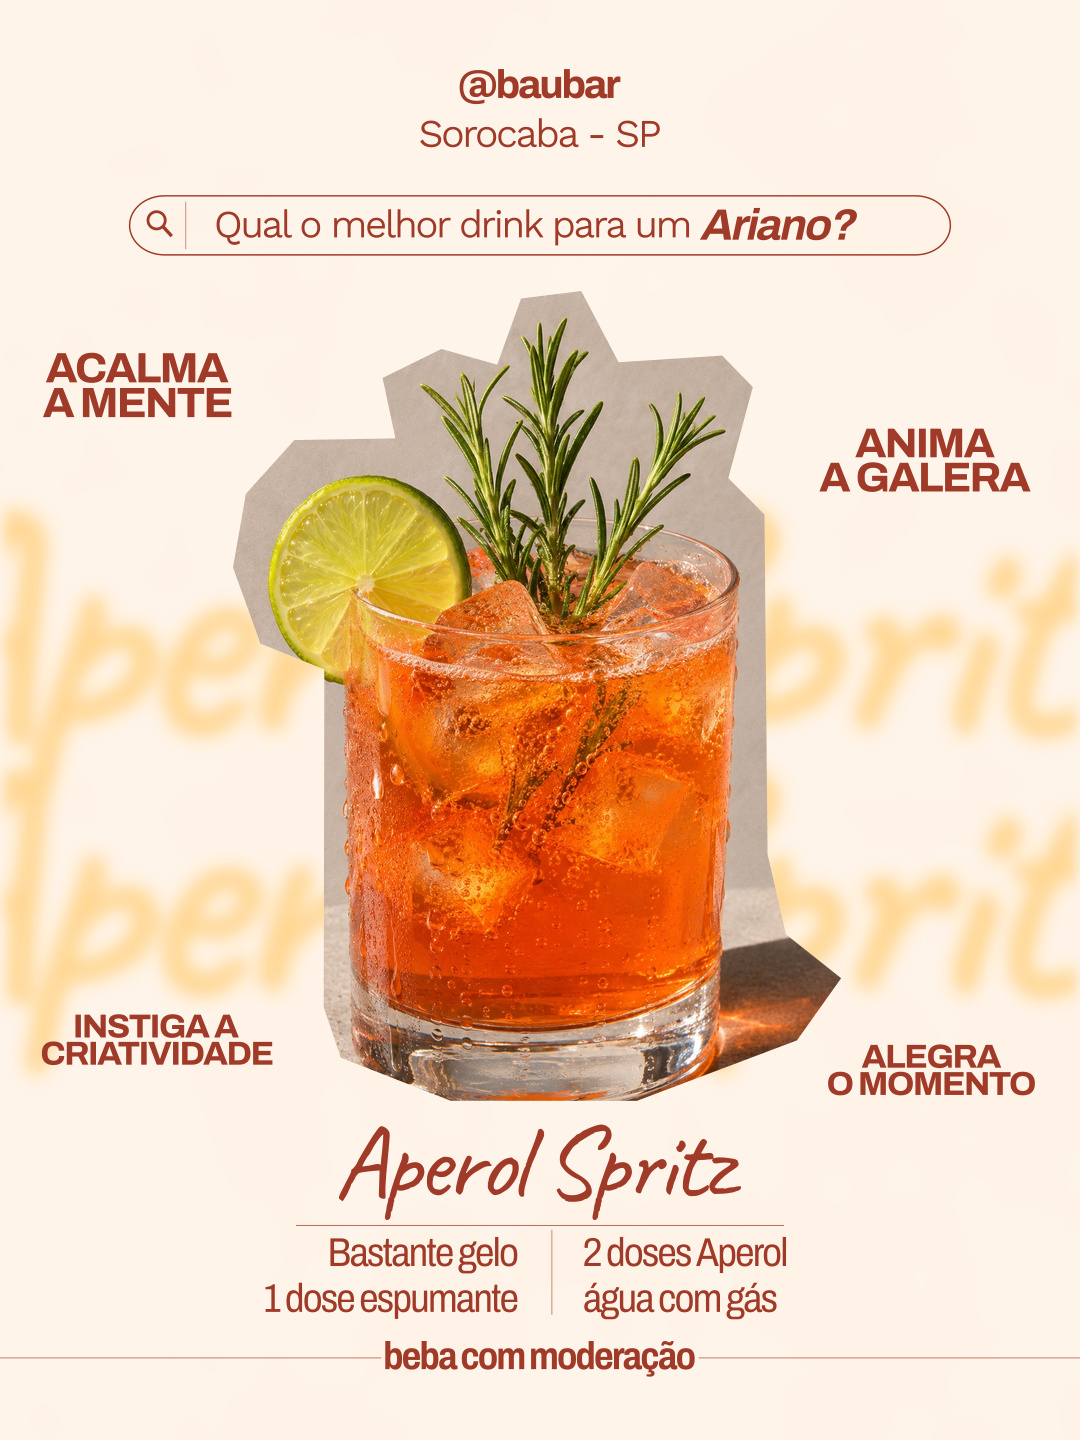 @baubar
Sorocaba - SP
Qual o melhor drink para um Ariano?
ACALMA
A MENTE
ANIMA
A GALERA
INSTIGA A
CRIATIVIDADE
ALEGRA
O MOMENTO
Aperol Spritz
Bastante gelo
1 dose espumante
2 doses Aperol
água com gás
beba com moderação